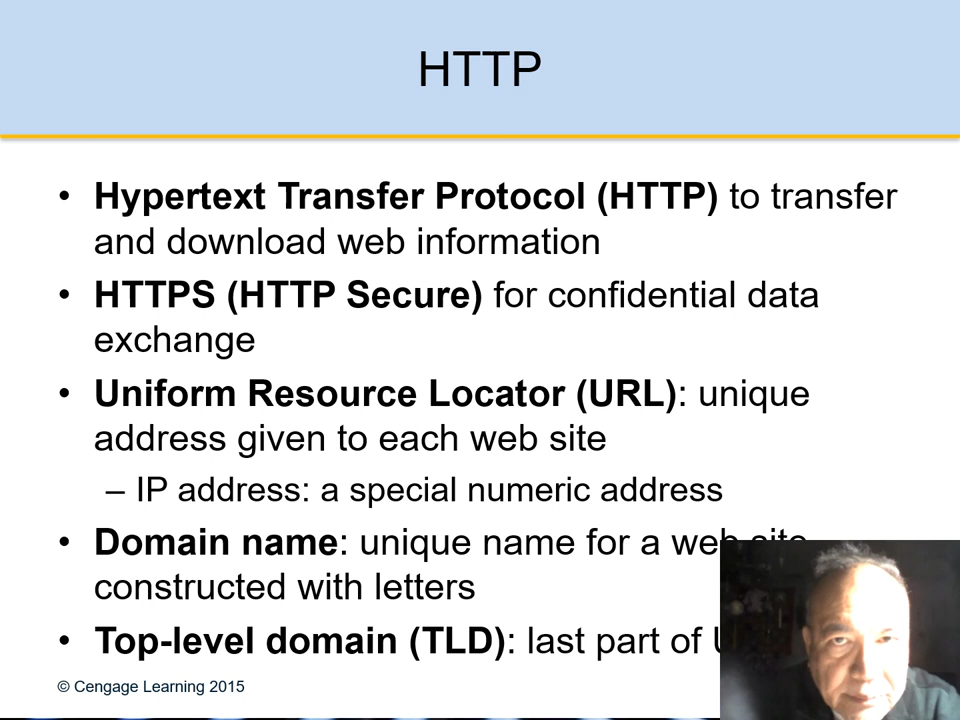 HTTP
• Hypertext Transfer Protocol (HTTP) to transfer
and download web information
• HTTPS (HTTP Secure) for confidential data
exchange
• Uniform Resource Locator (URL): unique
address given to each web site
– IP address: a special numeric address
• Domain name: unique name for a web site
constructed with letters
• Top-level domain (TLD): last part of
© Cengage Learning 2015